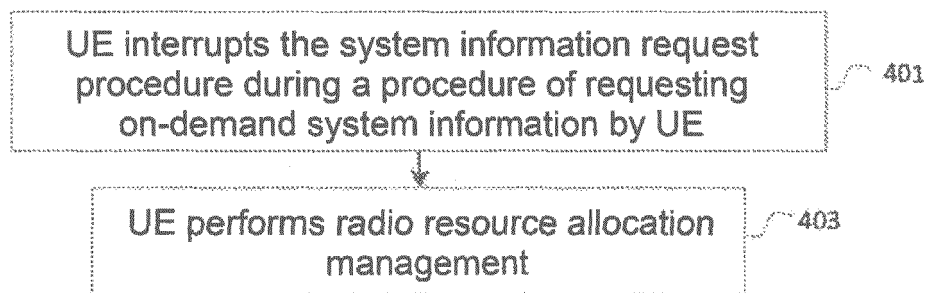 UE interrupts the system information request
procedure during a procedure of requesting
on-demand system information by UE
401
UE performs radio resource allocation
management
403